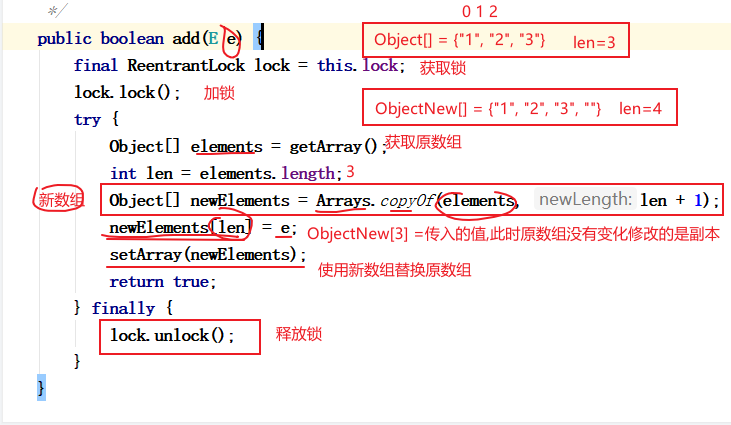 */
0 1 2
public boolean add(E e) {
Object[] = {"1", "2", "3"} len=3
final ReentrantLock lock = this.lock; 获取锁
lock.lock(); 加锁
ObjectNew[] = {"1", "2", "3", ""} len=4
try {
Object[] elements = getArray(); 获取原数组
int len = elements.length; 3
新数组 Object[] newElements = Arrays.copyOf(elements, newLength: len + 1);
newElements[len] = e; ObjectNew[3] =传入的值,此时原数组没有变化修改的是副本
setArray(newElements);
使用新数组替换原数组
return true;
} finally {
lock.unlock(); 释放锁
}
}